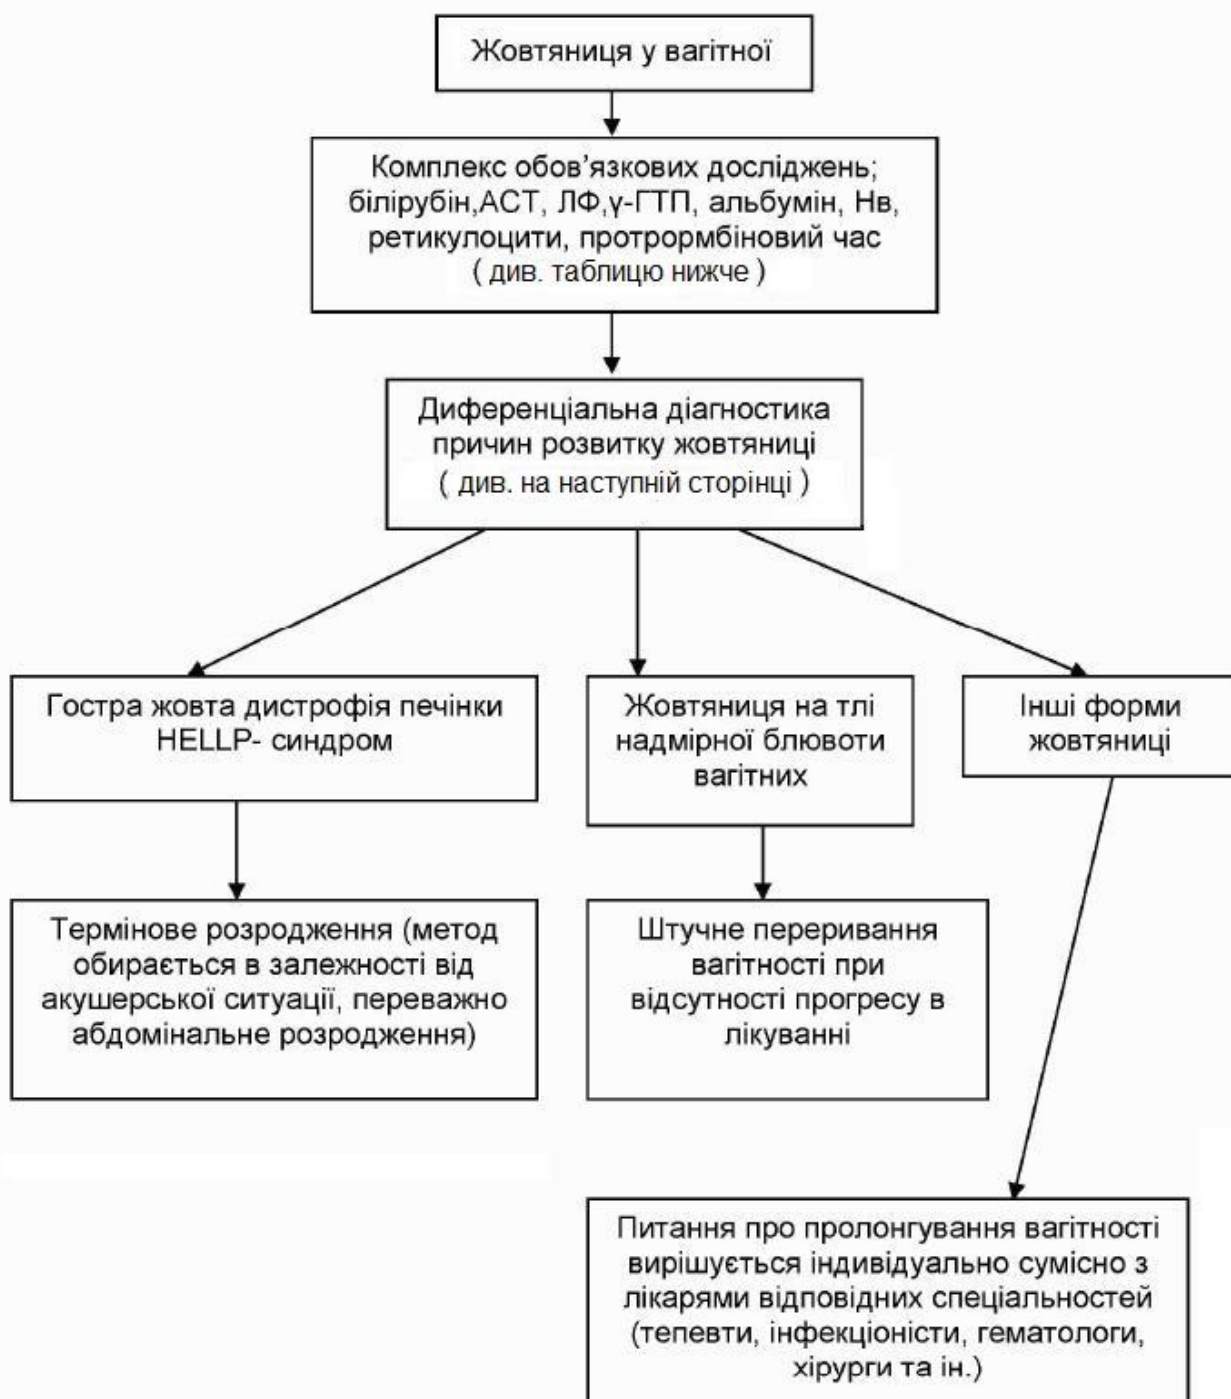 Жовтяниця у вагітної
Комплекс обов’язкових досліджень;
білірубін,АСТ, ЛФ,γ-ГТП, альбумін, Нв,
ретикулоцити, протрормбіновий час
( див. таблицю нижче )
Диференціальна діагностика
причин розвитку жовтяниці
( див. на наступній сторінці )
Гостра жовта дистрофія печінки
HELLP- синдром
Жовтяниця на тлі
надмірної блювоти
вагітних
Інші форми
жовтяниці
Термінове розродження (метод
обирається в залежності від
акушерської ситуації, переважно
абдомінальне розродження)
Штучне переривання
вагітності при
відсутності прогресу в
лікуванні
Питання про пролонгування вагітності
вирішується індивідуально сумісно з
лікарями відповідних спеціальностей
(тепевти, інфекціоністи, гематологи,
хірурги та ін.)